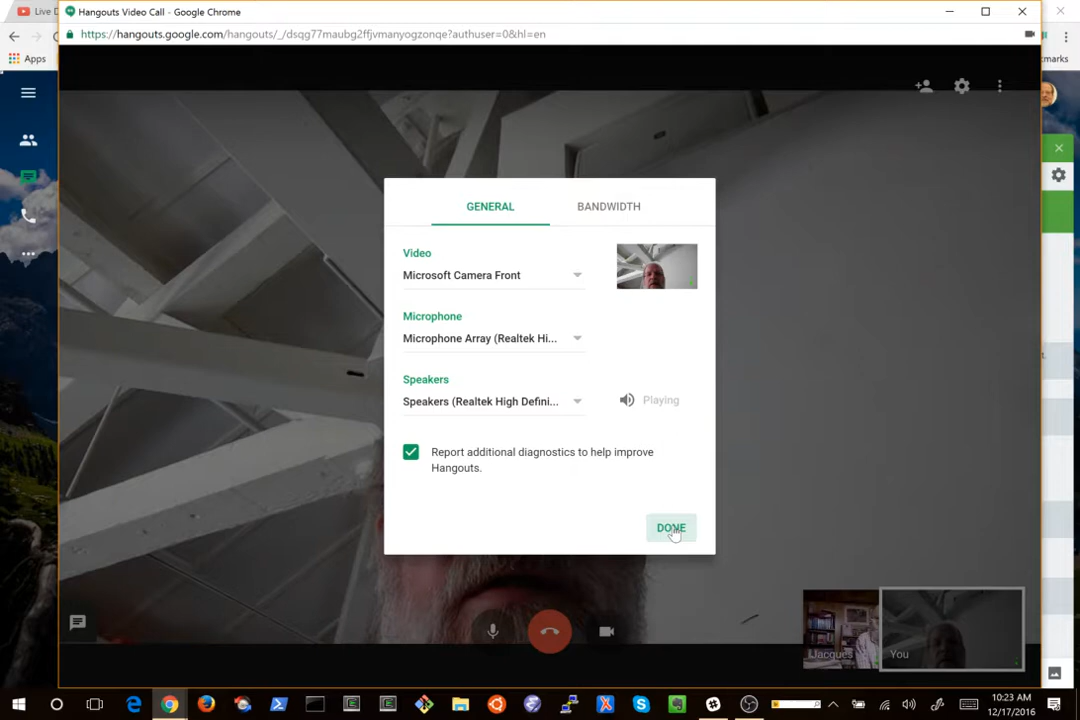 Live D
Hangouts Video Call - Google Chrome
https://hangouts.google.com/hangouts/_/dsqg77maubg2ffjvmanyogzonqe?authuser=0&hl=en
Apps
GENERAL
BANDWIDTH
Video
Microsoft Camera Front
Microphone
Microphone Array (Realtek Hi...
Speakers
Speakers (Realtek High Defini...
Playing
Report additional diagnostics to help improve
Hangouts.
DONE
Jacques
You
10:23 AM
12/17/2016